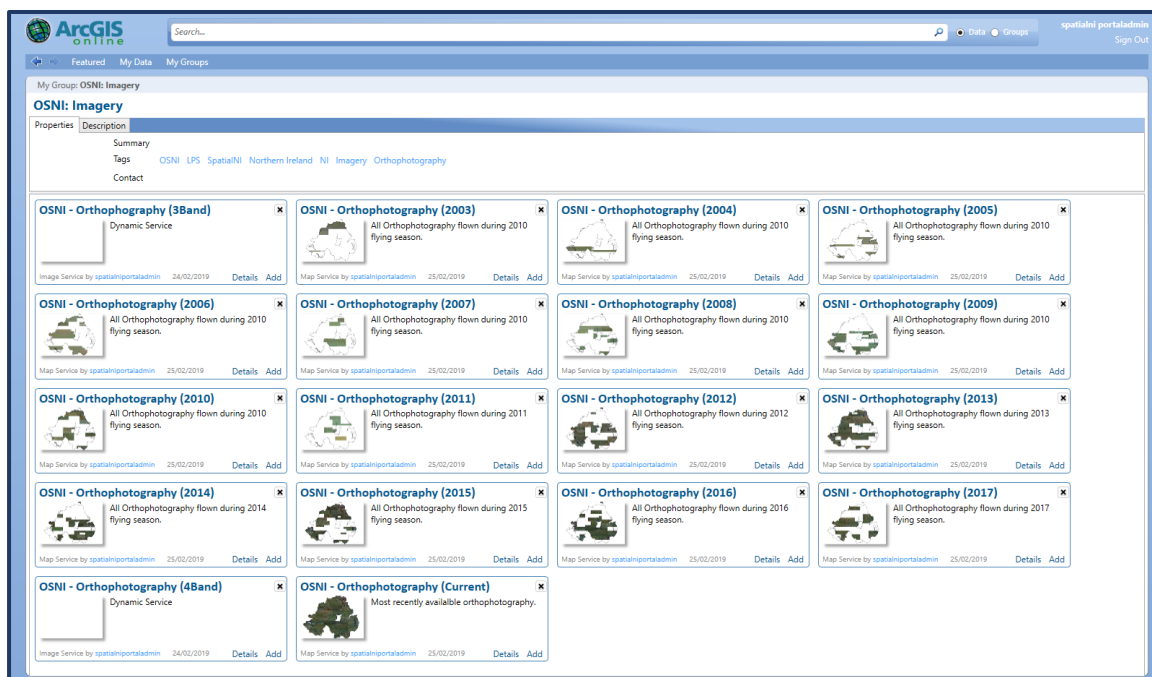 ArcGIS
online
Search...
Data Groups
spatialni portaladmin
Sign Out
Featured My Data My Groups
My Group: OSNI: Imagery
OSNI: Imagery
Properties Description
Summary
Tags OSNI LPS SpatialNI Northern Ireland NI Imagery Orthophotography
Contact
OSNI - Orthophography (3Band)
Dynamic Service
Image Service by spatialniportaladmin 24/02/2019 Details Add
OSNI - Orthophotography (2003)
All Orthophotography flown during 2010
flying season.
Map Service by spatialniportaladmin 25/02/2019 Details Add
OSNI - Orthophotography (2004)
All Orthophotography flown during 2010
flying season.
Map Service by spatialniportaladmin 25/02/2019 Details Add
OSNI - Orthophotography (2005)
All Orthophotography flown during 2010
flying season.
Map Service by spatialniportaladmin 25/02/2019 Details Add
OSNI - Orthophotography (2006)
All Orthophotography flown during 2010
flying season.
Map Service by spatialniportaladmin 25/02/2019 Details Add
OSNI - Orthophotography (2007)
All Orthophotography flown during 2010
flying season.
Map Service by spatialniportaladmin 25/02/2019 Details Add
OSNI - Orthophotography (2008)
All Orthophotography flown during 2010
flying season.
Map Service by spatialniportaladmin 25/02/2019 Details Add
OSNI - Orthophotography (2009)
All Orthophotography flown during 2010
flying season.
Map Service by spatialniportaladmin 25/02/2019 Details Add
OSNI - Orthophotography (2010)
All Orthophotography flown during 2010
flying season.
Map Service by spatialniportaladmin 25/02/2019 Details Add
OSNI - Orthophotography (2011)
All Orthophotography flown during 2011
flying season.
Map Service by spatialniportaladmin 25/02/2019 Details Add
OSNI - Orthophotography (2012)
All Orthophotography flown during 2012
flying season.
Map Service by spatialniportaladmin 25/02/2019 Details Add
OSNI - Orthophotography (2013)
All Orthophotography flown during 2013
flying season.
Map Service by spatialniportaladmin 25/02/2019 Details Add
OSNI - Orthophotography (2014)
All Orthophotography flown during 2014
flying season.
Map Service by spatialniportaladmin 25/02/2019 Details Add
OSNI - Orthophotography (2015)
All Orthophotography flown during 2015
flying season.
Map Service by spatialniportaladmin 25/02/2019 Details Add
OSNI - Orthophotography (2016)
All Orthophotography flown during 2016
flying season.
Map Service by spatialniportaladmin 25/02/2019 Details Add
OSNI - Orthophotography (2017)
All Orthophotography flown during 2017
flying season.
Map Service by spatialniportaladmin 25/02/2019 Details Add
OSNI - Orthophotography (4Band)
Dynamic Service
Image Service by spatialniportaladmin 24/02/2019 Details Add
OSNI - Orthophotography (Current)
Most recently availalble orthophotography.
Map Service by spatialniportaladmin 25/02/2019 Details Add